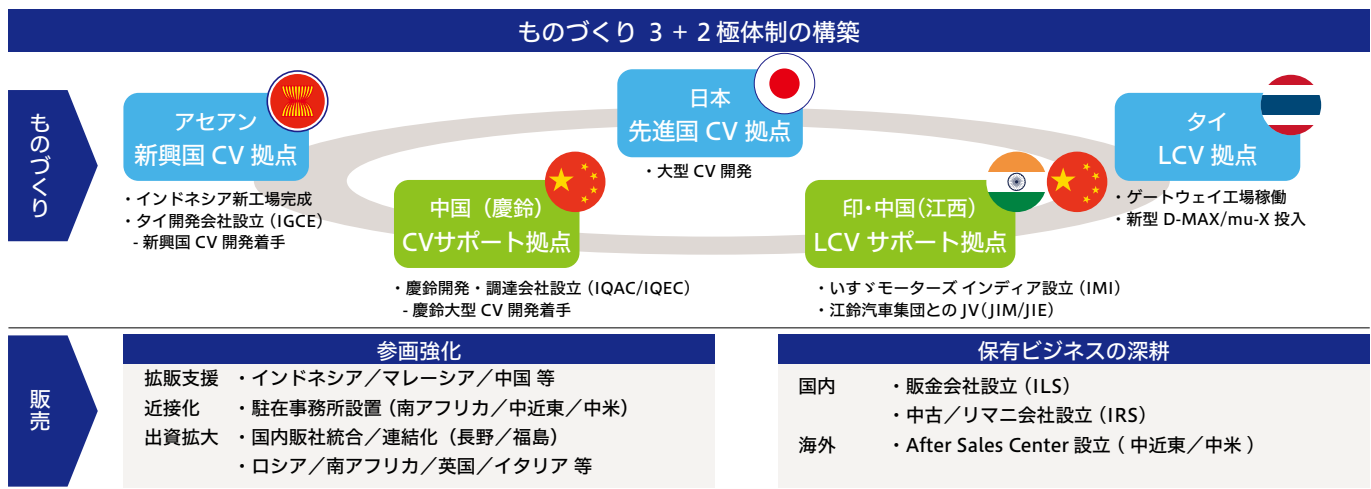 ものづくり 3 + 2 極体制の構築
ものづくり
アセアン
新興国 CV 拠点
・インドネシア新工場完成
・タイ開発会社設立 (IGCE)
- 新興国 CV 開発着手
中国（慶鈴）
CVサポート拠点
・慶鈴開発・調達会社設立 (IQAC/IQEC)
- 慶鈴大型 CV 開発着手
日本
先進国 CV 拠点
・大型 CV 開発
印・中国(江西)
LCV サポート拠点
・いすゞモーターズ インディア設立 (IMI)
・江鈴汽車集団との JV(JIM/JIE)
タイ
LCV 拠点
・ゲートウェイ工場稼働
・新型 D-MAX/mu-X 投入
販売
参画強化
拡販支援 ・インドネシア／マレーシア／中国 等
近接化 ・駐在事務所設置 (南アフリカ／中近東／中米)
出資拡大 ・国内販社統合／連結化（長野／福島）
・ロシア／南アフリカ／英国／イタリア 等
保有ビジネスの深耕
国内 ・販金会社設立 (ILS)
・中古／リマニ会社設立 (IRS)
海外 ・After Sales Center 設立 ( 中近東／中米 )